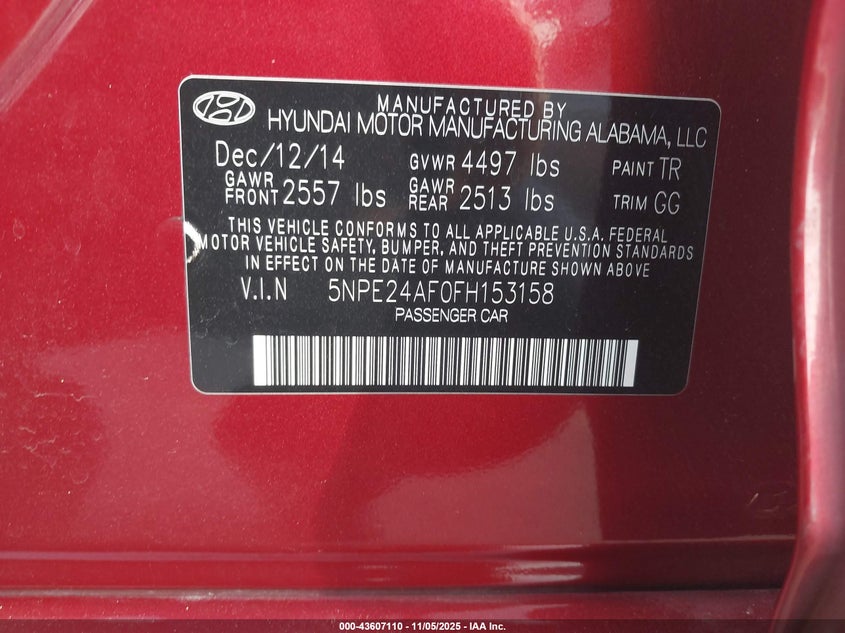 MANUFACTURED BY
HYUNDAI MOTOR MANUFACTURING ALABAMA, LLC
Dec/12/14 GVWR 4497 lbs PAINT TR
GAWR FRONT 2557 lbs GAWR REAR 2513 lbs TRIM GG
THIS VEHICLE CONFORMS TO ALL APPLICABLE U.S.A. FEDERAL
MOTOR VEHICLE SAFETY, BUMPER, AND THEFT PREVENTION STANDARDS
IN EFFECT ON THE DATE OF MANUFACTURE SHOWN ABOVE
V.I.N 5NPE24AF0FH153158
PASSENGER CAR
000-43607110 - 11/05/2025 - IAA Inc.